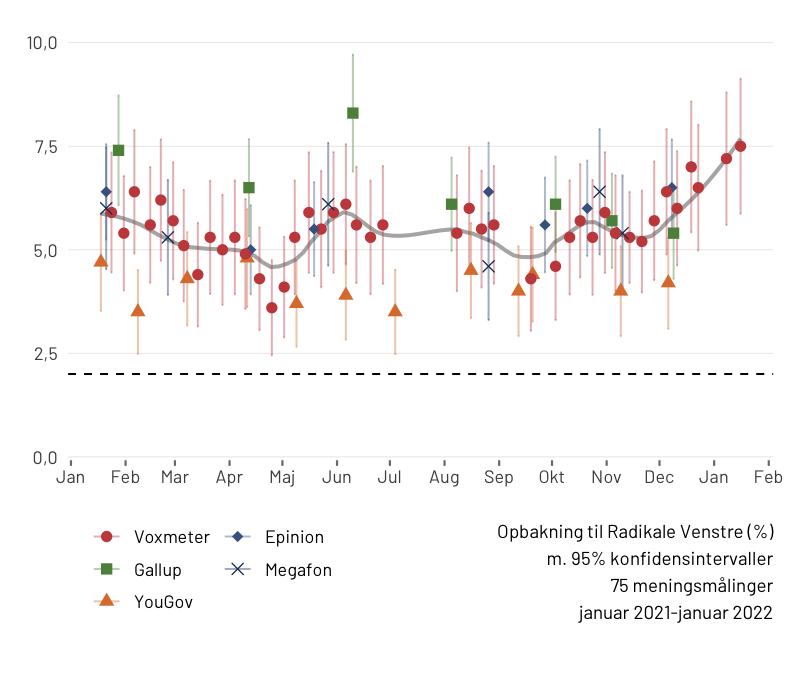 10,0
7,5
5,0
2,5
0,0
Jan Feb Mar Apr Maj Jun Jul Aug Sep Okt Nov Dec Jan Feb
Voxmeter Epinion
Gallup Megafon
YouGov
Opbakning til Radikale Venstre (%)
m. 95% konfidensintervaller
75 meningsmålinger
januar 2021-januar 2022